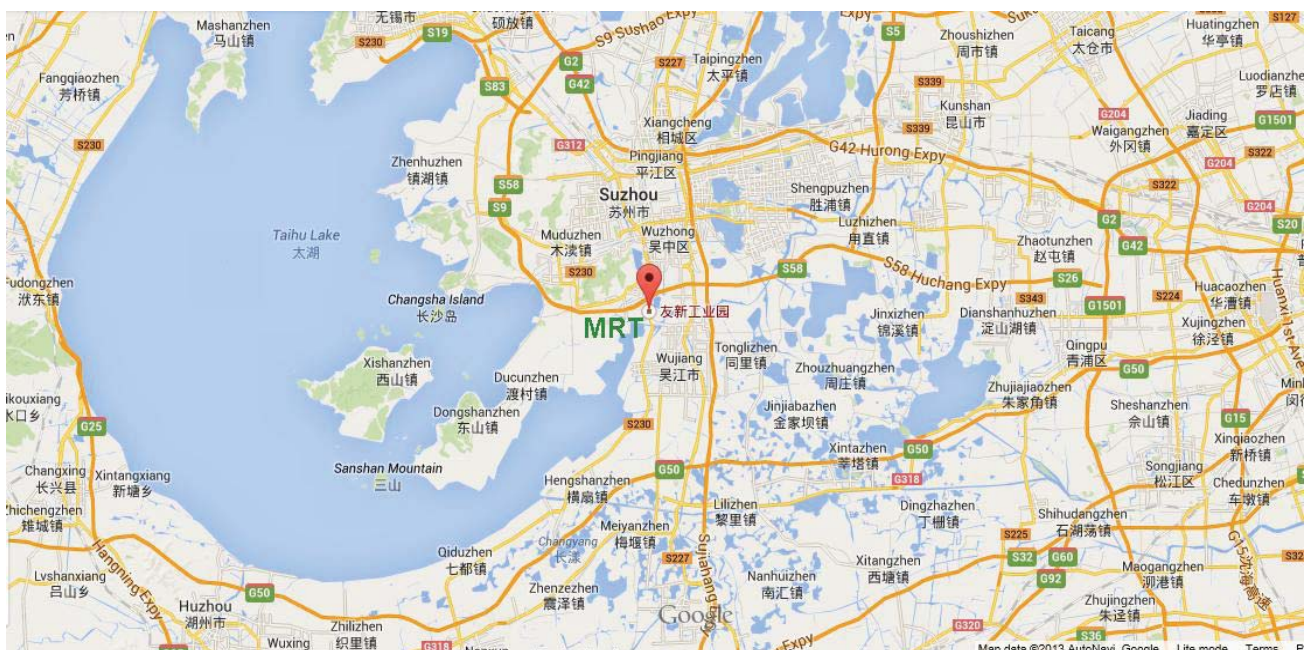 Mashanzhen
马山镇
无锡市
硕放镇
S19
S230
S9 Sushao Expy
S5
Zhoushizhen
周市镇
Taicang
太仓市
Huatingzhen
华亭镇
S127
Fangqiaozhen
芳桥镇
G2
G42
S227
Taipingzhen
太平镇
S339
Kunshan
昆山市
S339
Luodianzhen
罗店镇
S83
Xiangcheng
相城区
G204
Jiading
嘉定区
G1501
Waigangzhen
外冈镇
S230
G312
Pingjiang
平江区
G42 Hurong Expy
S322
G204
Zhenhuzhen
镇湖镇
S58
Suzhou
苏州市
Shengpuzhen
胜浦镇
S322
G204
S9
Wuzhong
吴中区
Luzhizhen
甪直镇
G2
S20
Taihu Lake
太湖
Muduzhen
木渎镇
Zhaotunzhen
赵屯镇
G42
S230
S58
S58 Huchang Expy
S26
Fudongzhen
洑东镇
Changsha Island
长沙岛
友新工业园
MRT
S343
G1501
S224
Huacaozhen
华漕镇
Jinxizhen
锦溪镇
Dianshanhuzhen
淀山湖镇
Xujingzhen
徐泾镇
Xishanzhen
西山镇
Wujiang
吴江市
Tonglizhen
同里镇
Qingpu
青浦区
G50
Ducunzhen
渡村镇
Zhouzhuangzhen
周庄镇
Zhujiajiaozhen
朱家角镇
Dongshanzhen
东山镇
Jinjiabazhen
金家坝镇
Sheshanzhen
佘山镇
G15
G25
S230
Xintazhen
莘塔镇
G50
Xinqiaozhen
新桥镇
Changxing
长兴县
Xintangxiang
新塘乡
Sanshan Mountain
三山
G50
G318
Songjiang
松江区
Chedunzhen
车墩镇
Hengshanzhen
横扇镇
Zhichengzhen
雉城镇
Meiyanzhen
梅堰镇
Lilizhen
黎里镇
Dingzhazhen
丁栅镇
Shihudangzhen
石湖荡镇
S225
Changyang
长漾
Qiduzhen
七都镇
S227
Xitangzhen
西塘镇
S32
G60
G92
G15沈海高速
Maogangzhen
泖港镇
Hangning Expy
Lvshanxiang
吕山乡
G50
Zhenzezhen
震泽镇
Nanhuizhen
南汇镇
Zhujingzhen
朱泾镇
Huzhou
湖州市
Zhilizhen
织里镇
Wuxing
G318
Google
G320
S36
Map data ©2013 AutoNavi, Google
Lite mode
Terms